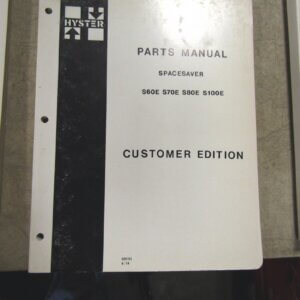 HYSTER
PARTS MANUAL
SPACESAVER
S60E S70E S80E S100E
CUSTOMER EDITION